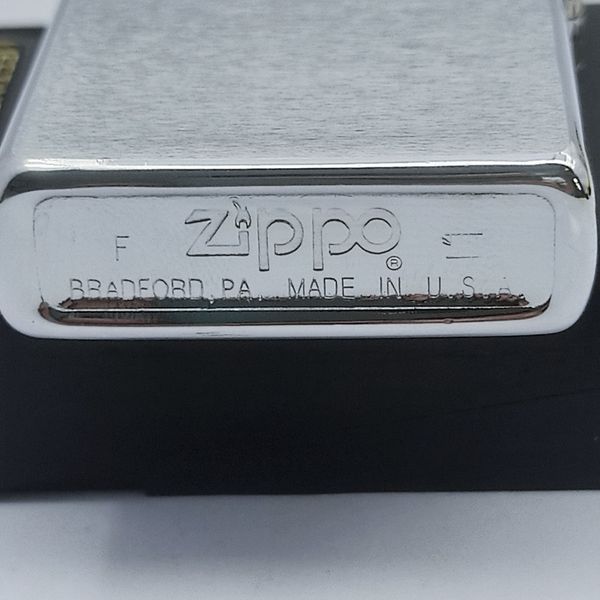 F Zippo ®
BRADFORD, PA. MADE IN U.S.A.